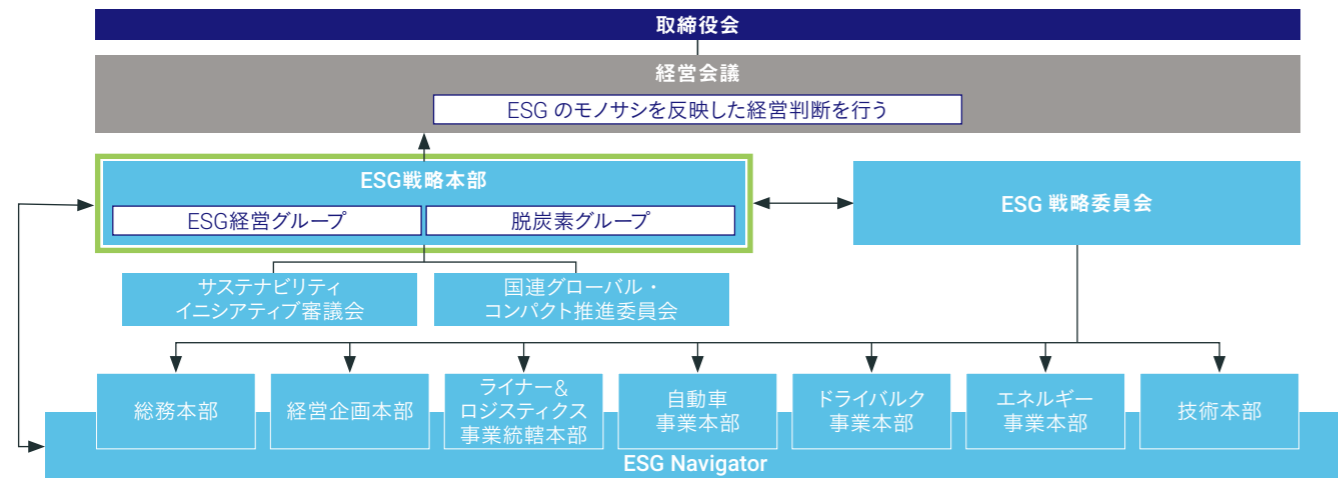 取締役会
経営会議
ESG のモノサシを反映した経営判断を行う
ESG戦略本部
ESG経営グループ
脱炭素グループ
ESG 戦略委員会
サステナビリティ
イニシアティブ審議会
国連グローバル・
コンパクト推進委員会
総務本部
経営企画本部
ライナー&
ロジスティクス
事業統轄本部
自動車
事業本部
ドライバルク
事業本部
エネルギー
事業本部
技術本部
ESG Navigator